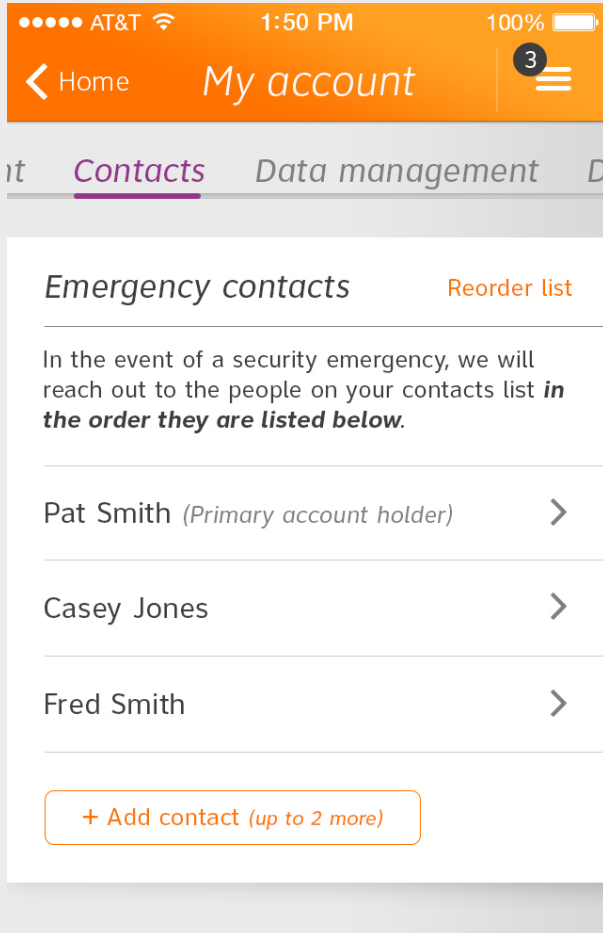 AT&T 1:50 PM 100%
Home My account 3
nt Contacts Data management D
Emergency contacts Reorder list
In the event of a security emergency, we will
reach out to the people on your contacts list in
the order they are listed below.
Pat Smith (Primary account holder)
Casey Jones
Fred Smith
+ Add contact (up to 2 more)